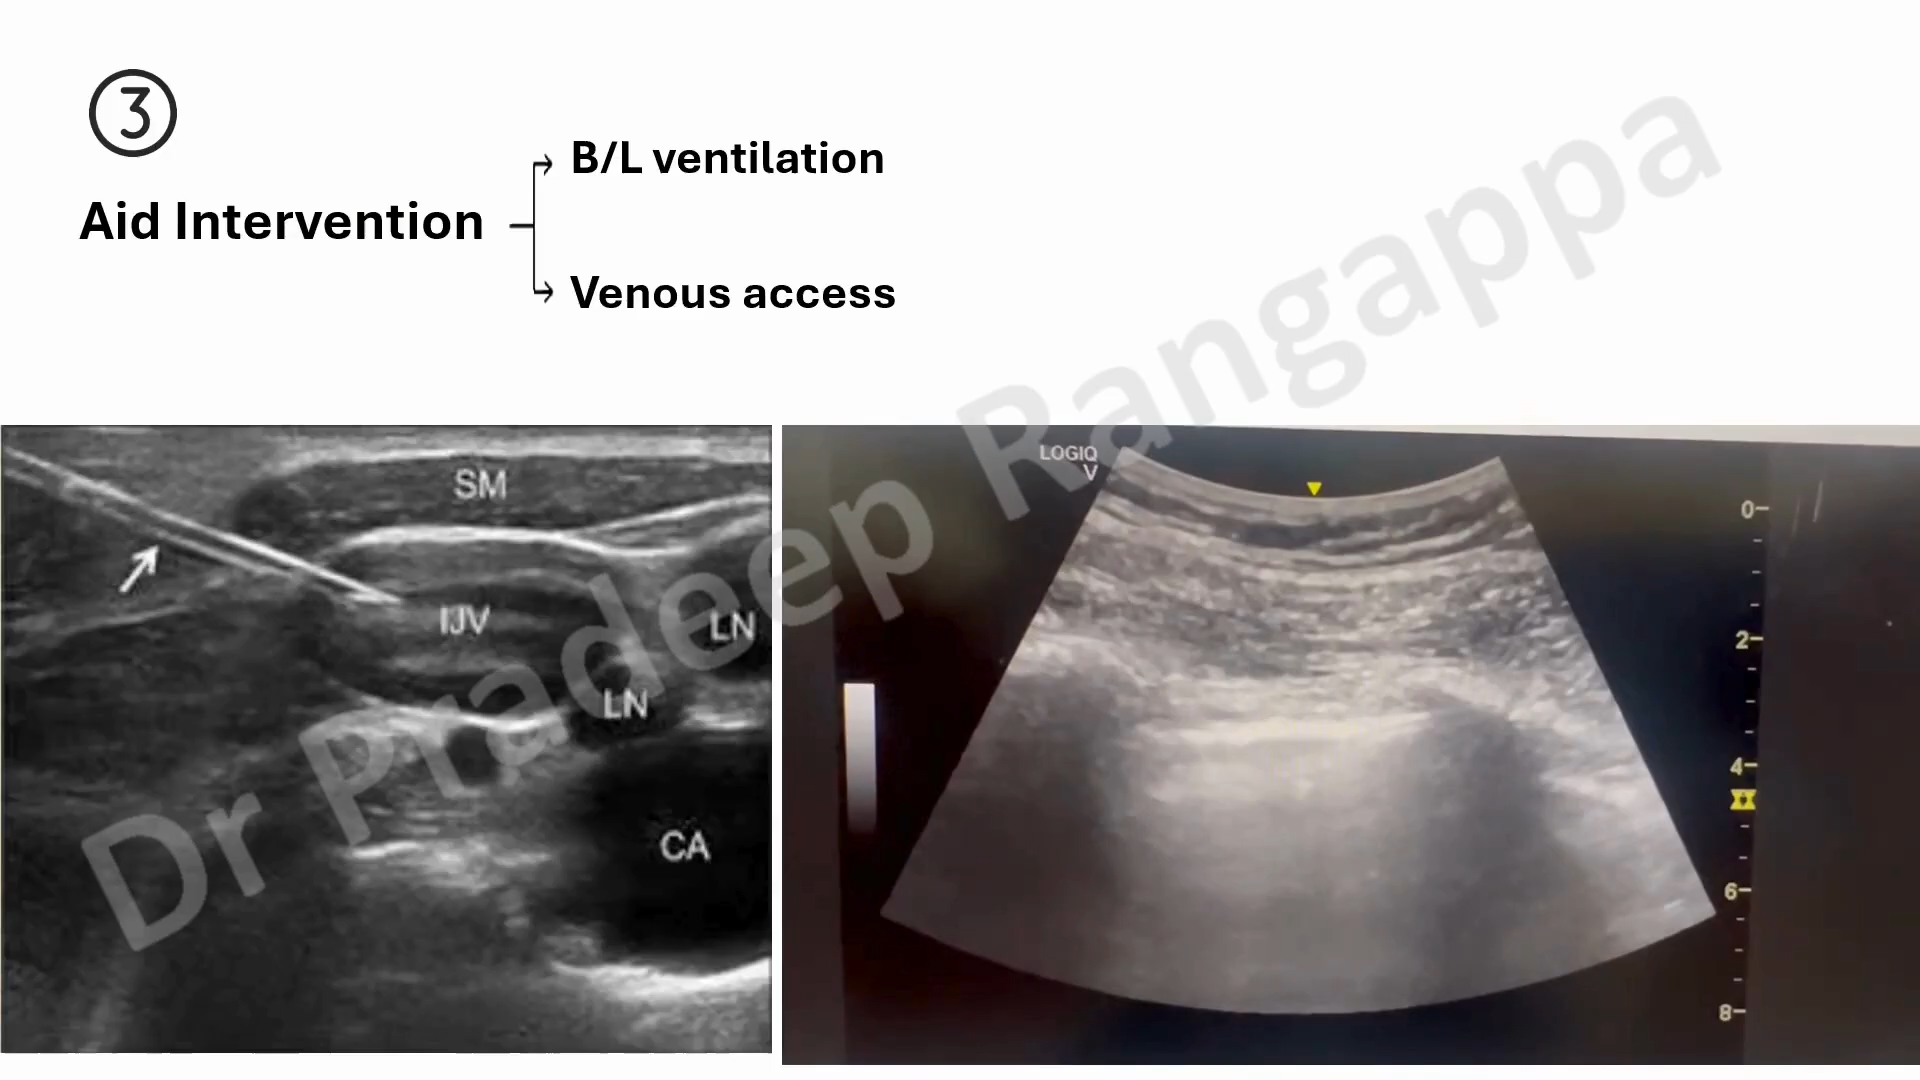 3
Aid Intervention
B/L ventilation
Venous access
SM
IJV
LN
LN
CA
LOGIQ
V
0
2
4
6
8
Dr Pradeep Rangappa